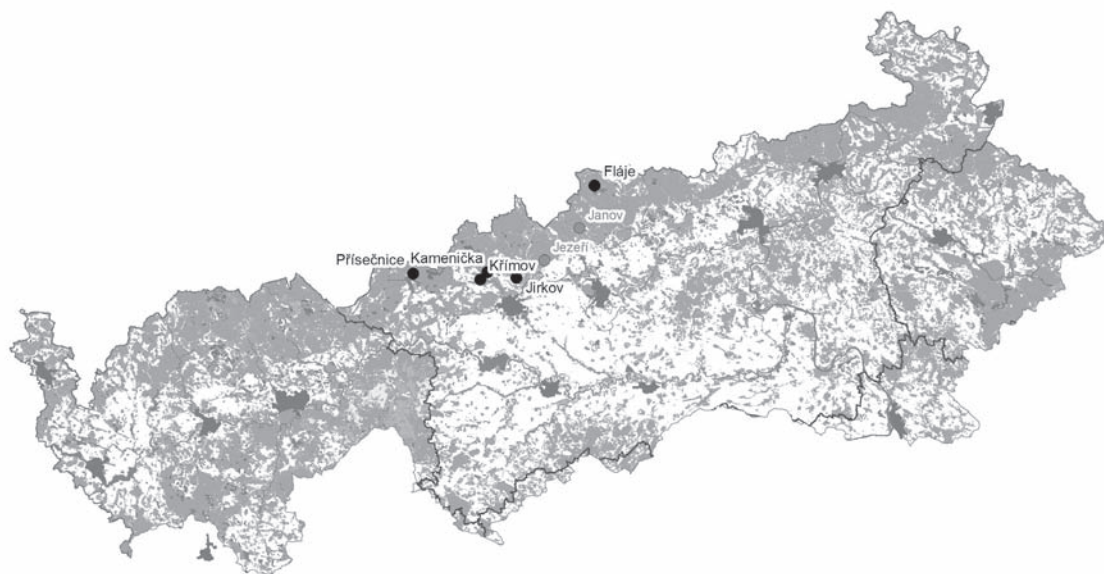 Fláje
Janov
Jezeří
Přísečnice Kamenička
Křímov
Jirkov